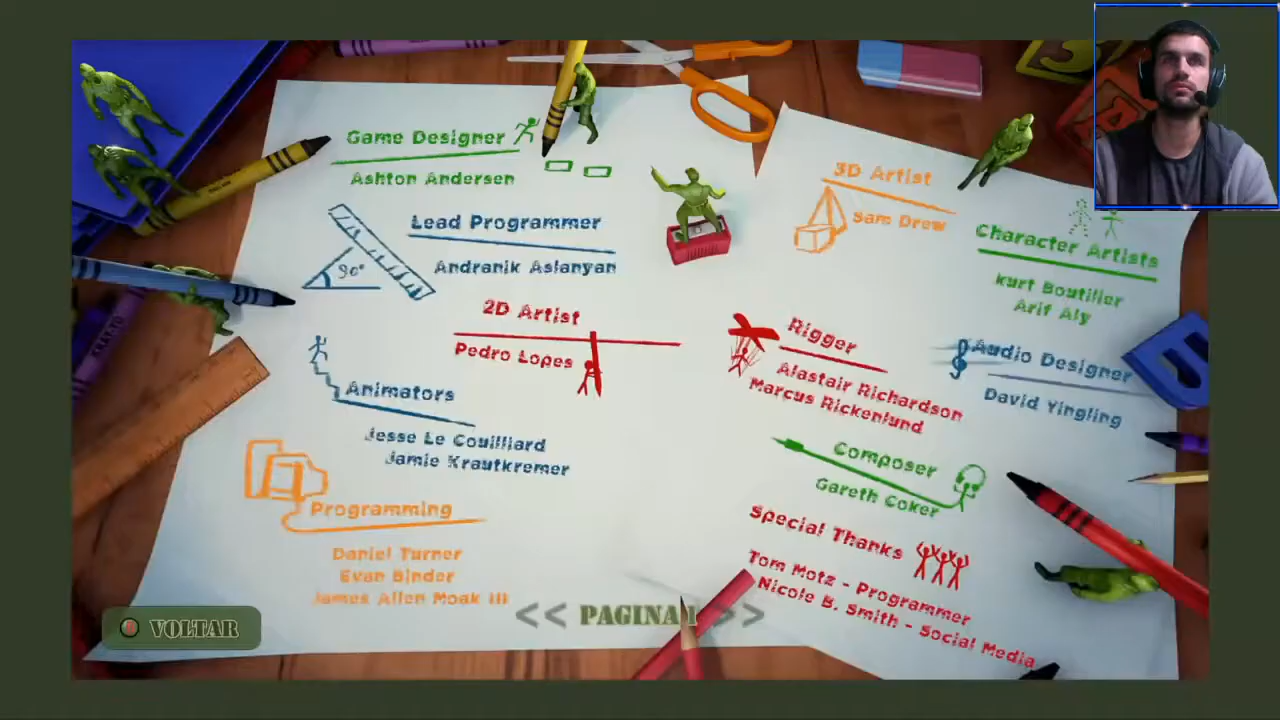 Game Designer
Ashton Andersen
Lead Programmer
Andranik Aslanyan
90°
2D Artist
Pedro Lopes
Animators
Jesse Le Couilliard
Jamie Krautkremer
Programming
Daniel Turner
Evan Binder
James Allen Moak III
3D Artist
Sam Drew
Character Artists
Kurt Boutilier
Arif Aly
Rigger
Alastair Richardson
Marcus Rickenlund
Audio Designer
David Yingling
Composer
Gareth Coker
Special Thanks
Tom Motz - Programmer
Nicole B. Smith - Social Media
VOLTAR
<< PAGINA 1 >>